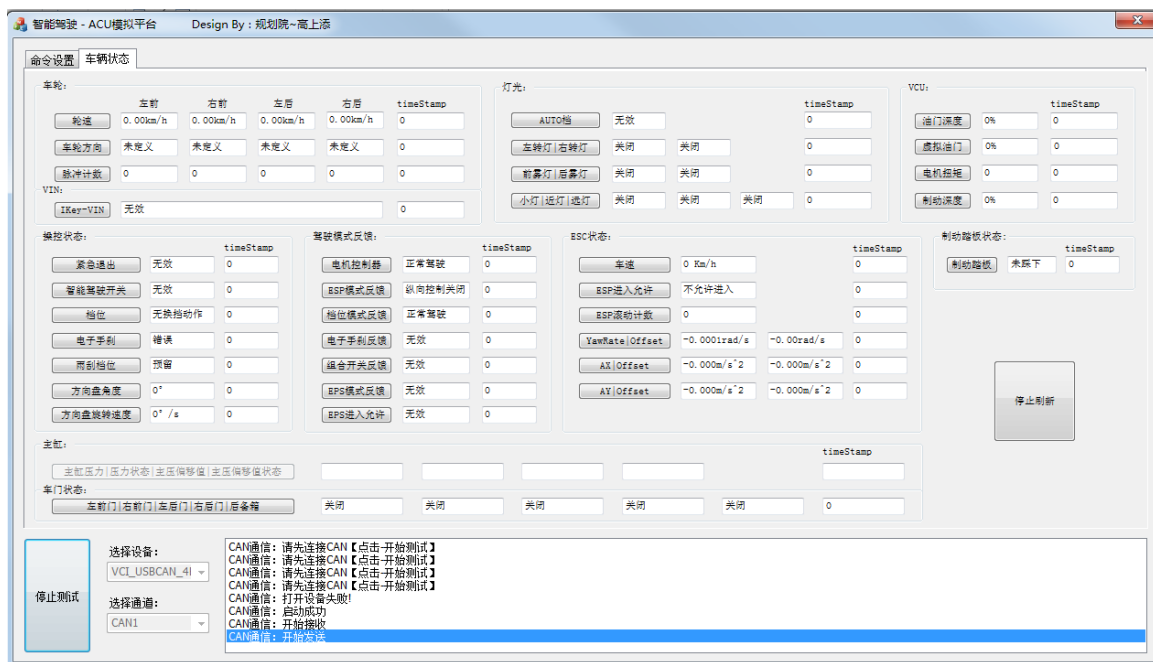 智能驾驶 - ACU模拟平台 Design By：规划院~高上添
命令设置 车辆状态
车轮:
左前 右前 左后 右后 timeStamp
轮速 0.00km/h 0.00km/h 0.00km/h 0.00km/h 0
车轮方向 未定义 未定义 未定义 未定义 0
脉冲计数 0 0 0 0 0
VIN:
IKey-VIN 无效 0
灯光:
timeStamp
AUTO档 无效 0
左转灯|右转灯 关闭 关闭 0
前雾灯|后雾灯 关闭 关闭 0
小灯|近灯|远灯 关闭 关闭 关闭 0
VCU:
timeStamp
油门深度 0% 0
虚拟油门 0% 0
电机扭矩 0 0
制动深度 0% 0
操控状态:
timeStamp
紧急退出 无效 0
智能驾驶开关 无效 0
档位 无换档动作 0
电子手刹 错误 0
雨刮档位 预留 0
方向盘角度 0° 0
方向盘旋转速度 0° /s 0
驾驶模式反馈:
timeStamp
电机控制器 正常驾驶 0
ESP模式反馈 纵向控制关闭 0
档位模式反馈 正常驾驶 0
电子手刹反馈 无效 0
组合开关反馈 无效 0
EPS模式反馈 无效 0
EPS进入允许 无效 0
ESC状态:
timeStamp
车速 0 Km/h 0
ESP进入允许 不允许进入 0
ESP滚动计数 0 0
YawRate|Offset -0.0001rad/s -0.00rad/s 0
AX|Offset -0.000m/s^2 -0.000m/s^2 0
AY|Offset -0.000m/s^2 -0.000m/s^2 0
制动踏板状态:
timeStamp
制动踏板 未踩下 0
停止刷新
主缸:
timeStamp
主缸压力|压力状态|主压偏移值|主压偏移值状态
车门状态:
左前门|右前门|左后门|右后门|后备箱 关闭 关闭 关闭 关闭 关闭 0
停止测试
选择设备:
VCI_USBCAN_4
选择通道:
CAN1
CAN通信: 请先连接CAN【点击-开始测试】
CAN通信: 请先连接CAN【点击-开始测试】
CAN通信: 请先连接CAN【点击-开始测试】
CAN通信: 请先连接CAN【点击-开始测试】
CAN通信: 打开设备失败!
CAN通信: 启动成功
CAN通信: 开始接收
CAN通信: 开始发送